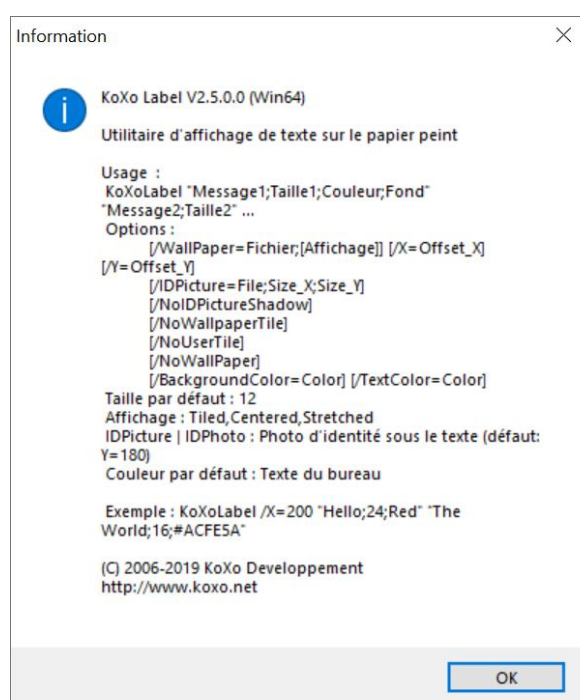 Information
KoXo Label V2.5.0.0 (Win64)
Utilitaire d'affichage de texte sur le papier peint
Usage :
KoXoLabel "Message1;Taille1;Couleur;Fond"
"Message2;Taille2" ...
Options :
[/WallPaper=Fichier;[Affichage]] [/X=Offset_X]
[/Y=Offset_Y]
[/IDPicture=File;Size_X;Size_Y]
[/NoIDPictureShadow]
[/NoWallpaperTile]
[/NoUserTile]
[/NoWallPaper]
[/BackgroundColor=Color] [/TextColor=Color]
Taille par défaut : 12
Affichage : Tiled,Centered,Stretched
IDPicture | IDPhoto : Photo d'identité sous le texte (défaut:
Y=180)
Couleur par défaut : Texte du bureau
Exemple : KoXoLabel /X=200 "Hello;24;Red" "The
World;16;#ACFE5A"
(C) 2006-2019 KoXo Developpement
http://www.koxo.net
OK